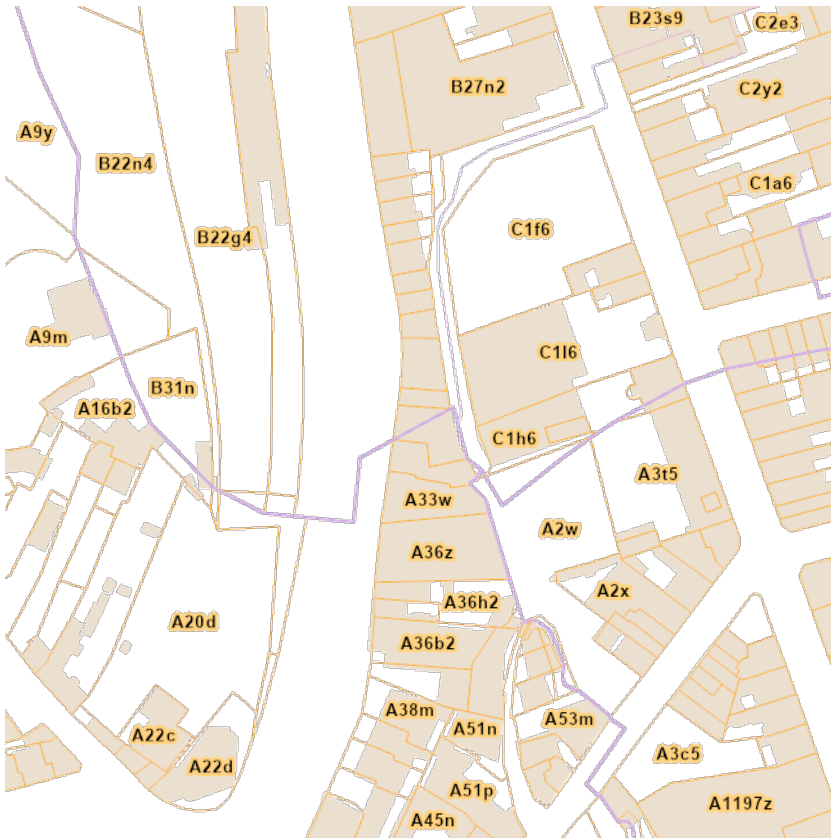 B23s9
C2e3
B27n2
C2y2
A9y
B22n4
C1a6
B22g4
C1f6
A9m
C1l6
B31n
A16b2
C1h6
A3t5
A33w
A2w
A36z
A2x
A36h2
A20d
A36b2
A38m
A53m
A51n
A22c
A3c5
A22d
A51p
A1197z
A45n